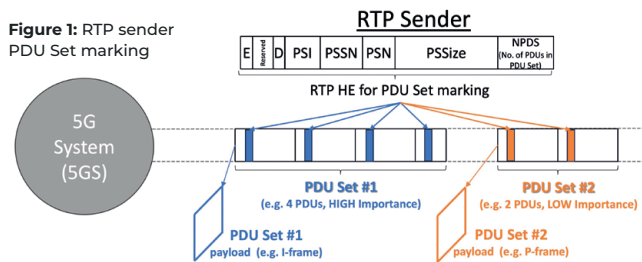 Figure 1: RTP sender
PDU Set marking
RTP Sender
E
Reserved
D
PSI
PSSN
PSN
PSSize
NPDS
(No. of PDUs in
PDU Set)
RTP HE for PDU Set marking
5G
System
(5GS)
PDU Set #1
(e.g. 4 PDUs, HIGH Importance)
PDU Set #2
(e.g. 2 PDUs, LOW Importance)
PDU Set #1
payload (e.g. I-frame)
PDU Set #2
payload (e.g. P-frame)